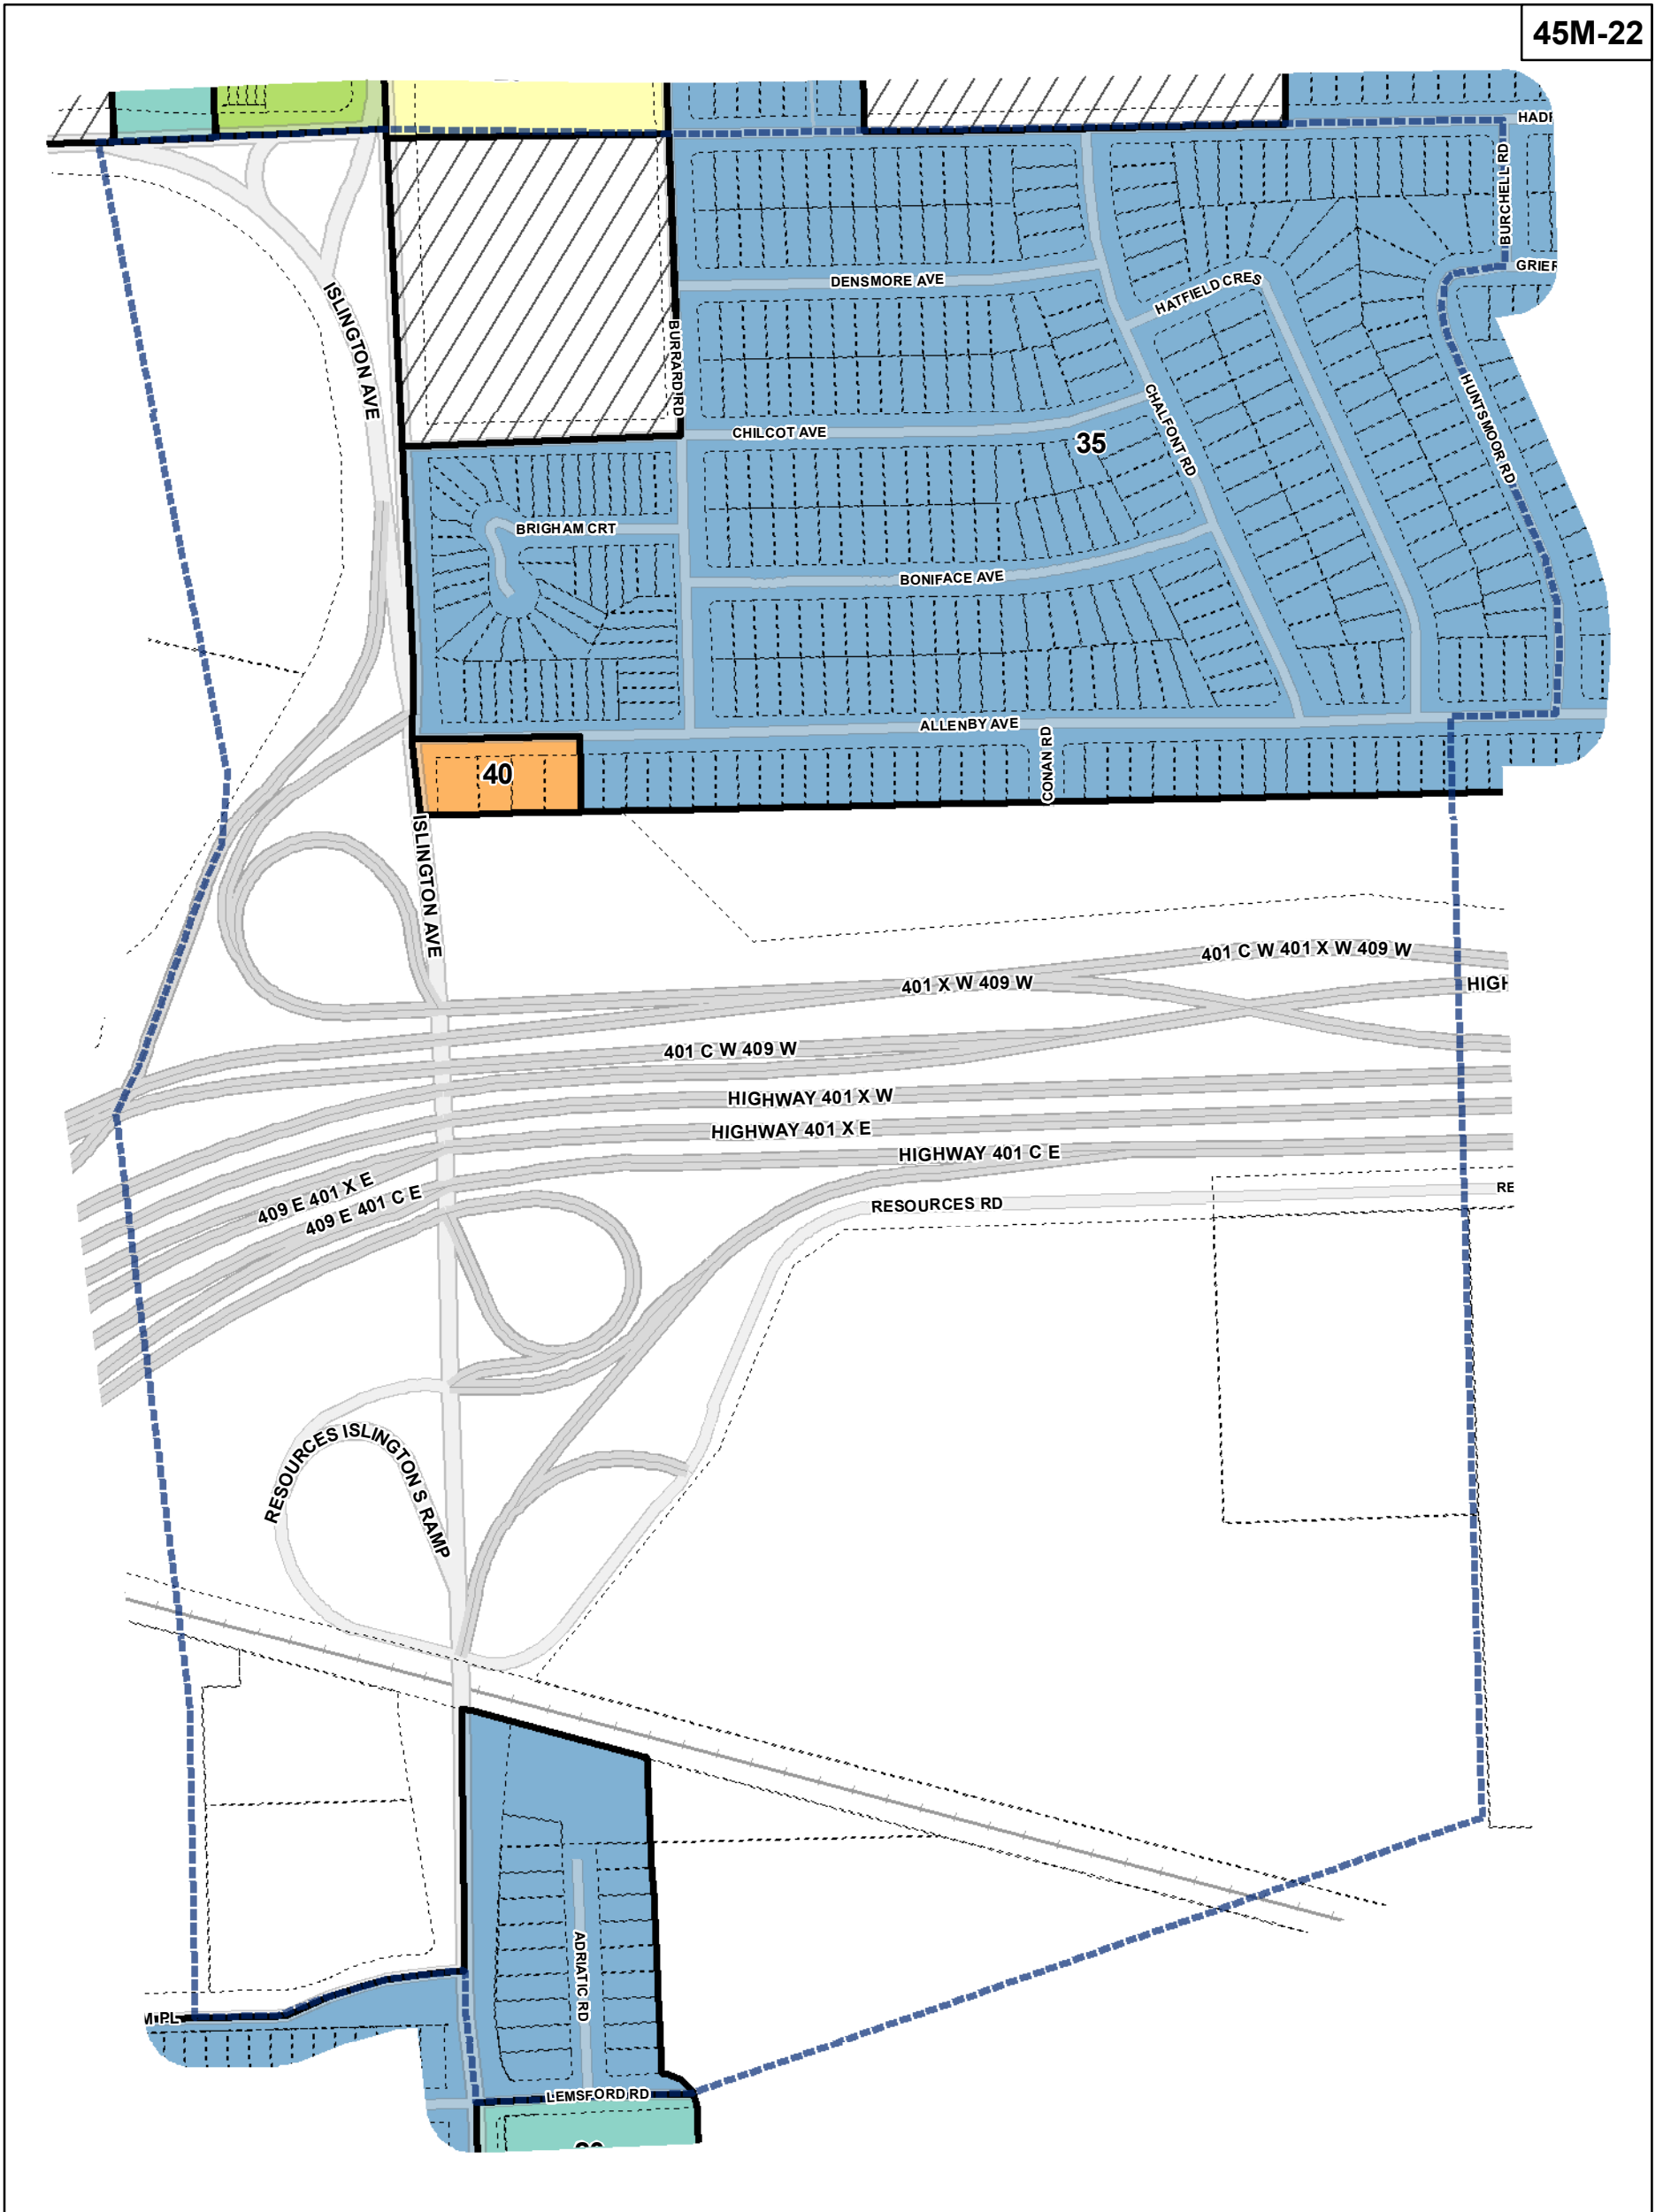 45M-22
HADF
BURCHELL RD
GRIER
DENSMORE AVE
HATFIELD CRES
ISLINGTON AVE
BURRARD RD
HUNTSMOOR RD
CHALFONT RD
CHILCOT AVE
35
BRIGHAM CRT
BONIFACE AVE
ALLENBY AVE
CONAN RD
40
ISLINGTON AVE
401 C W 401 X W 409 W
401 X W 409 W
HIGH
401 C W 409 W
HIGHWAY 401 X W
HIGHWAY 401 X E
HIGHWAY 401 C E
409 E 401 X E
409 E 401 C E
RE
RESOURCES RD
RESOURCES ISLINGTON S RAMP
ADRIATIC RD
M PL
LEMSFORD RD